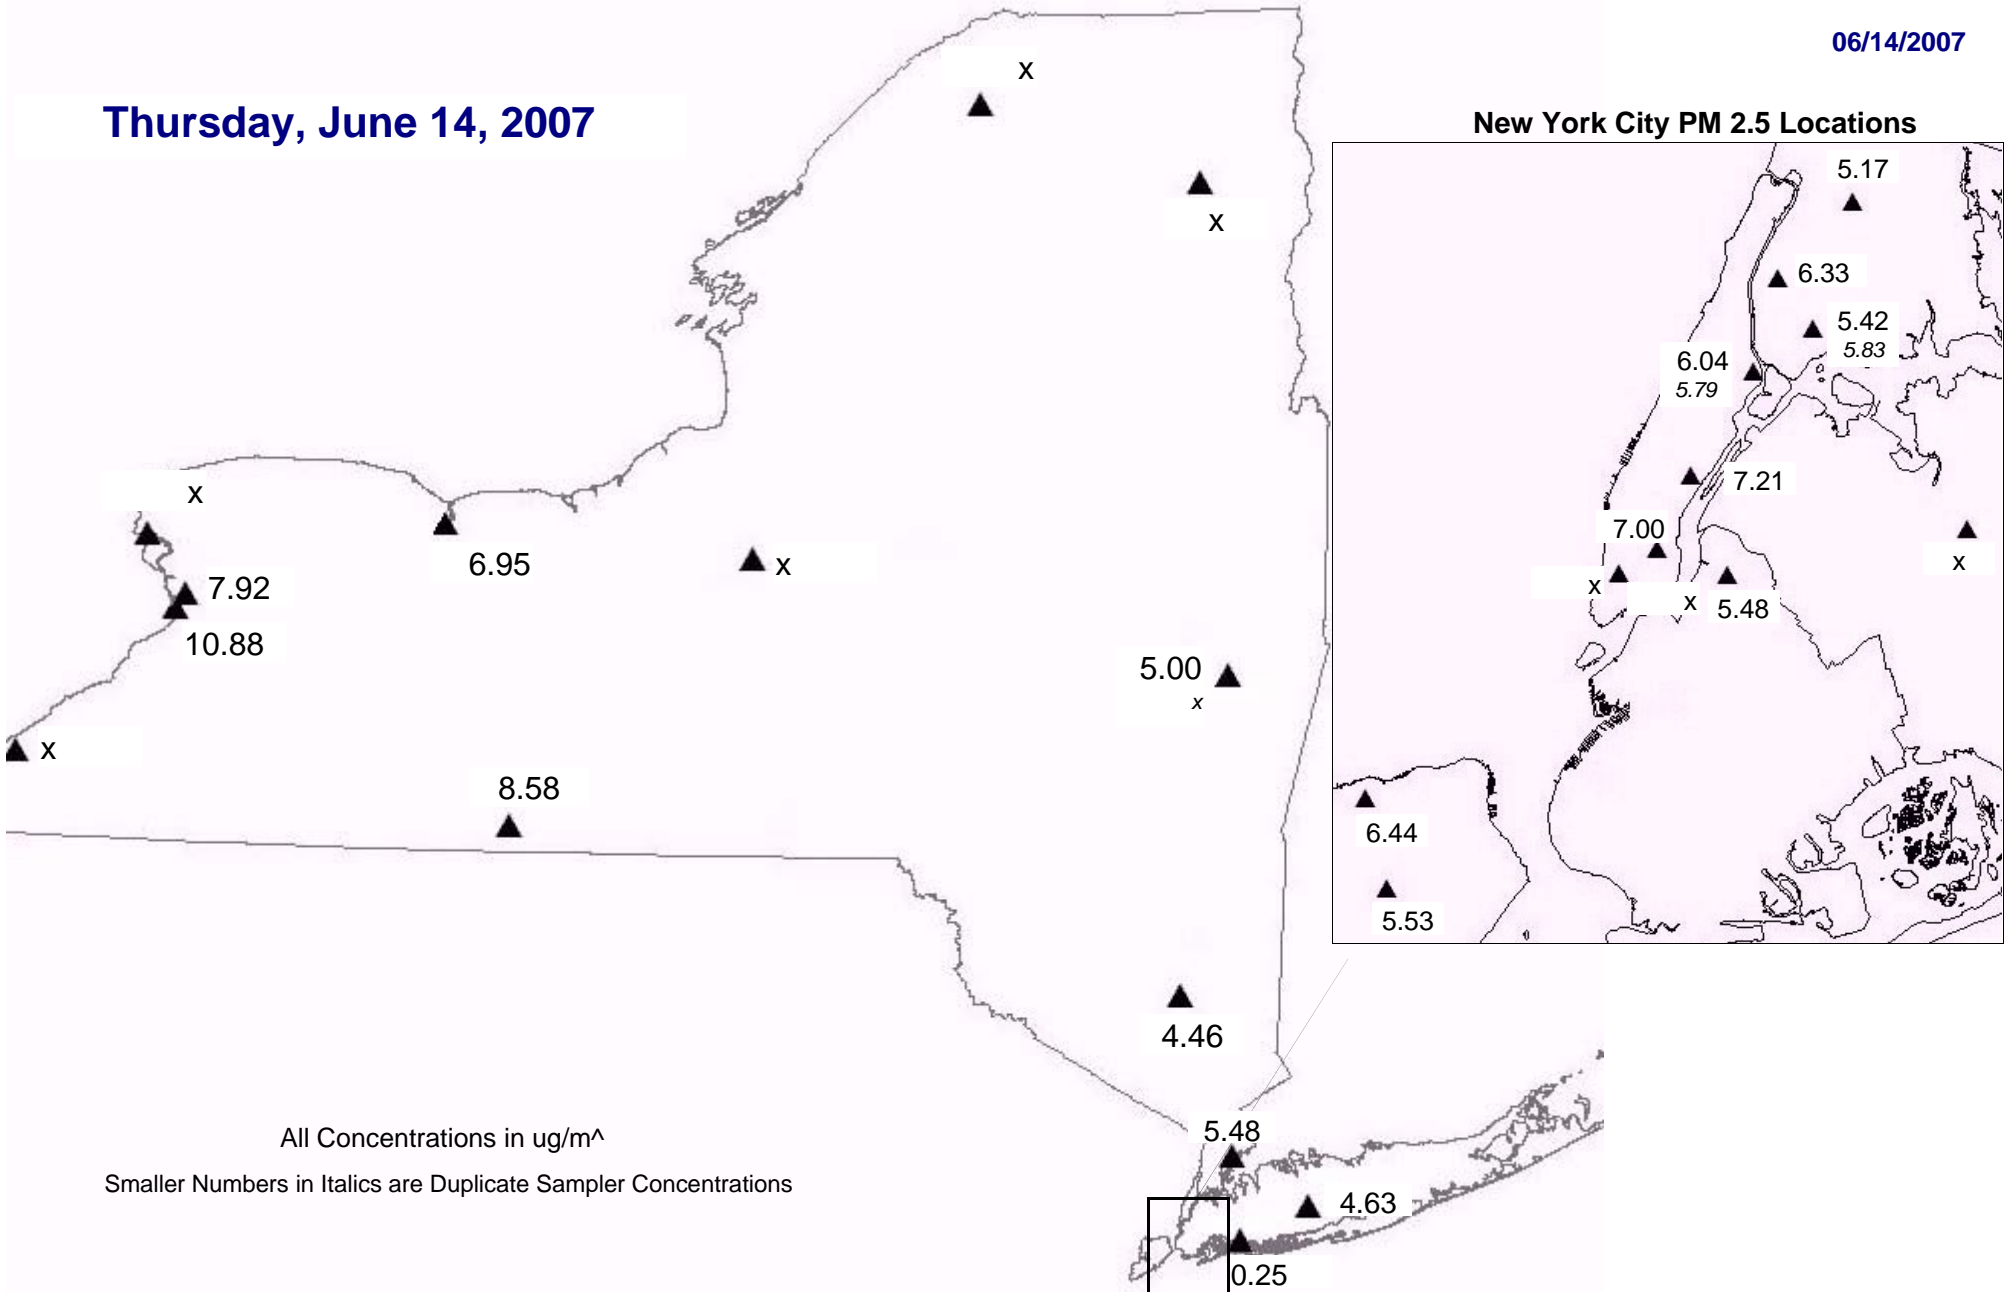 06/14/2007
Thursday, June 14, 2007
x
x
x
6.95
x
7.92
10.88
x
8.58
5.00
x
4.46
5.48
4.63
0.25
All Concentrations in ug/m^
Smaller Numbers in Italics are Duplicate Sampler Concentrations
New York City PM 2.5 Locations
5.17
6.33
5.42
5.83
6.04
5.79
7.21
7.00
x
x
x
5.48
6.44
5.53